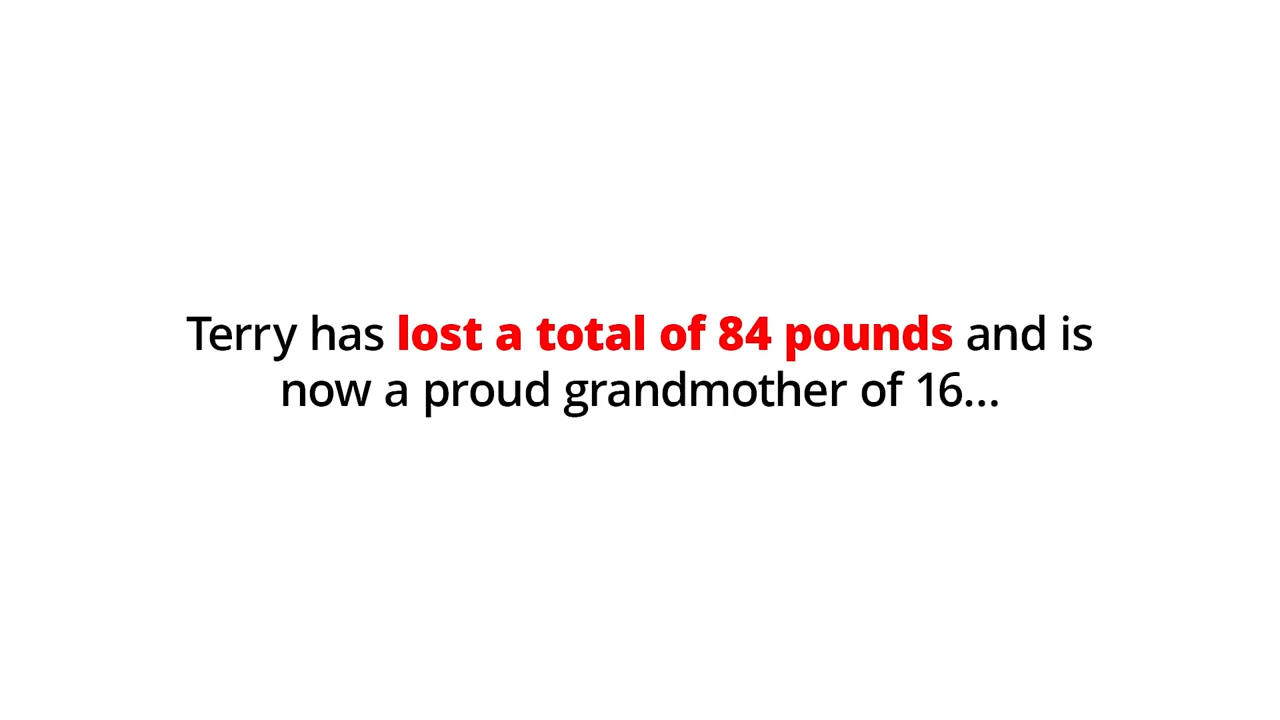 Terry has lost a total of 84 pounds and is
now a proud grandmother of 16...